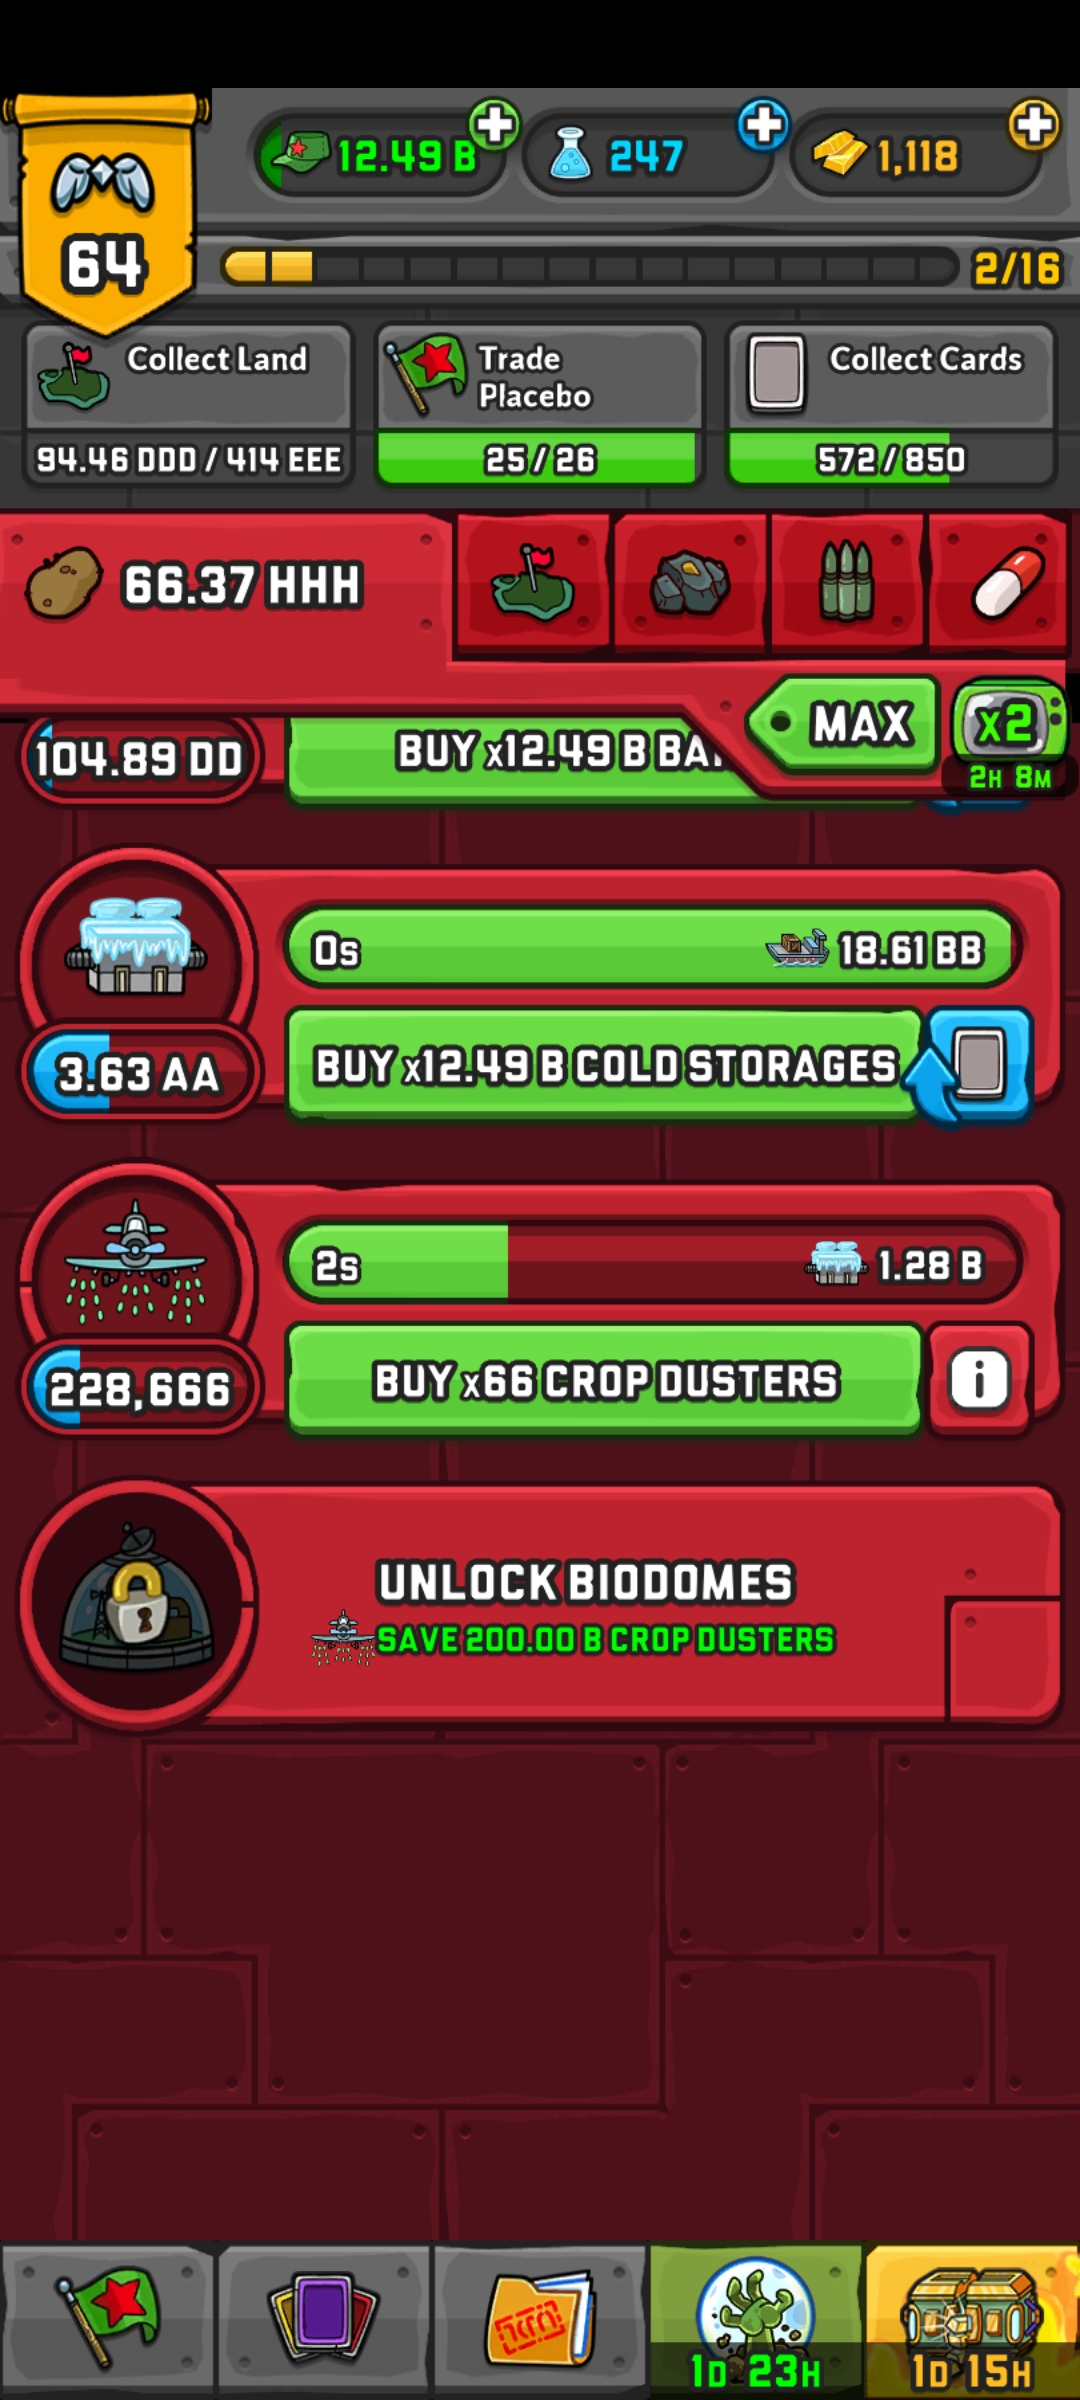 12.49 B
247
1,118
64
2/16
Collect Land
94.46 DDD / 414 EEE
Trade
Placebo
25 / 26
Collect Cards
572 / 850
66.37 HHH
MAX
x2
2H 8M
104.89 DD
BUY x12.49 B
0s
18.61 BB
3.63 AA
BUY x12.49 B COLD STORAGES
2s
1.28 B
228,666
BUY x66 CROP DUSTERS
i
UNLOCK BIODOMES
SAVE 200.00 B CROP DUSTERS
1D 23H
1D 15H